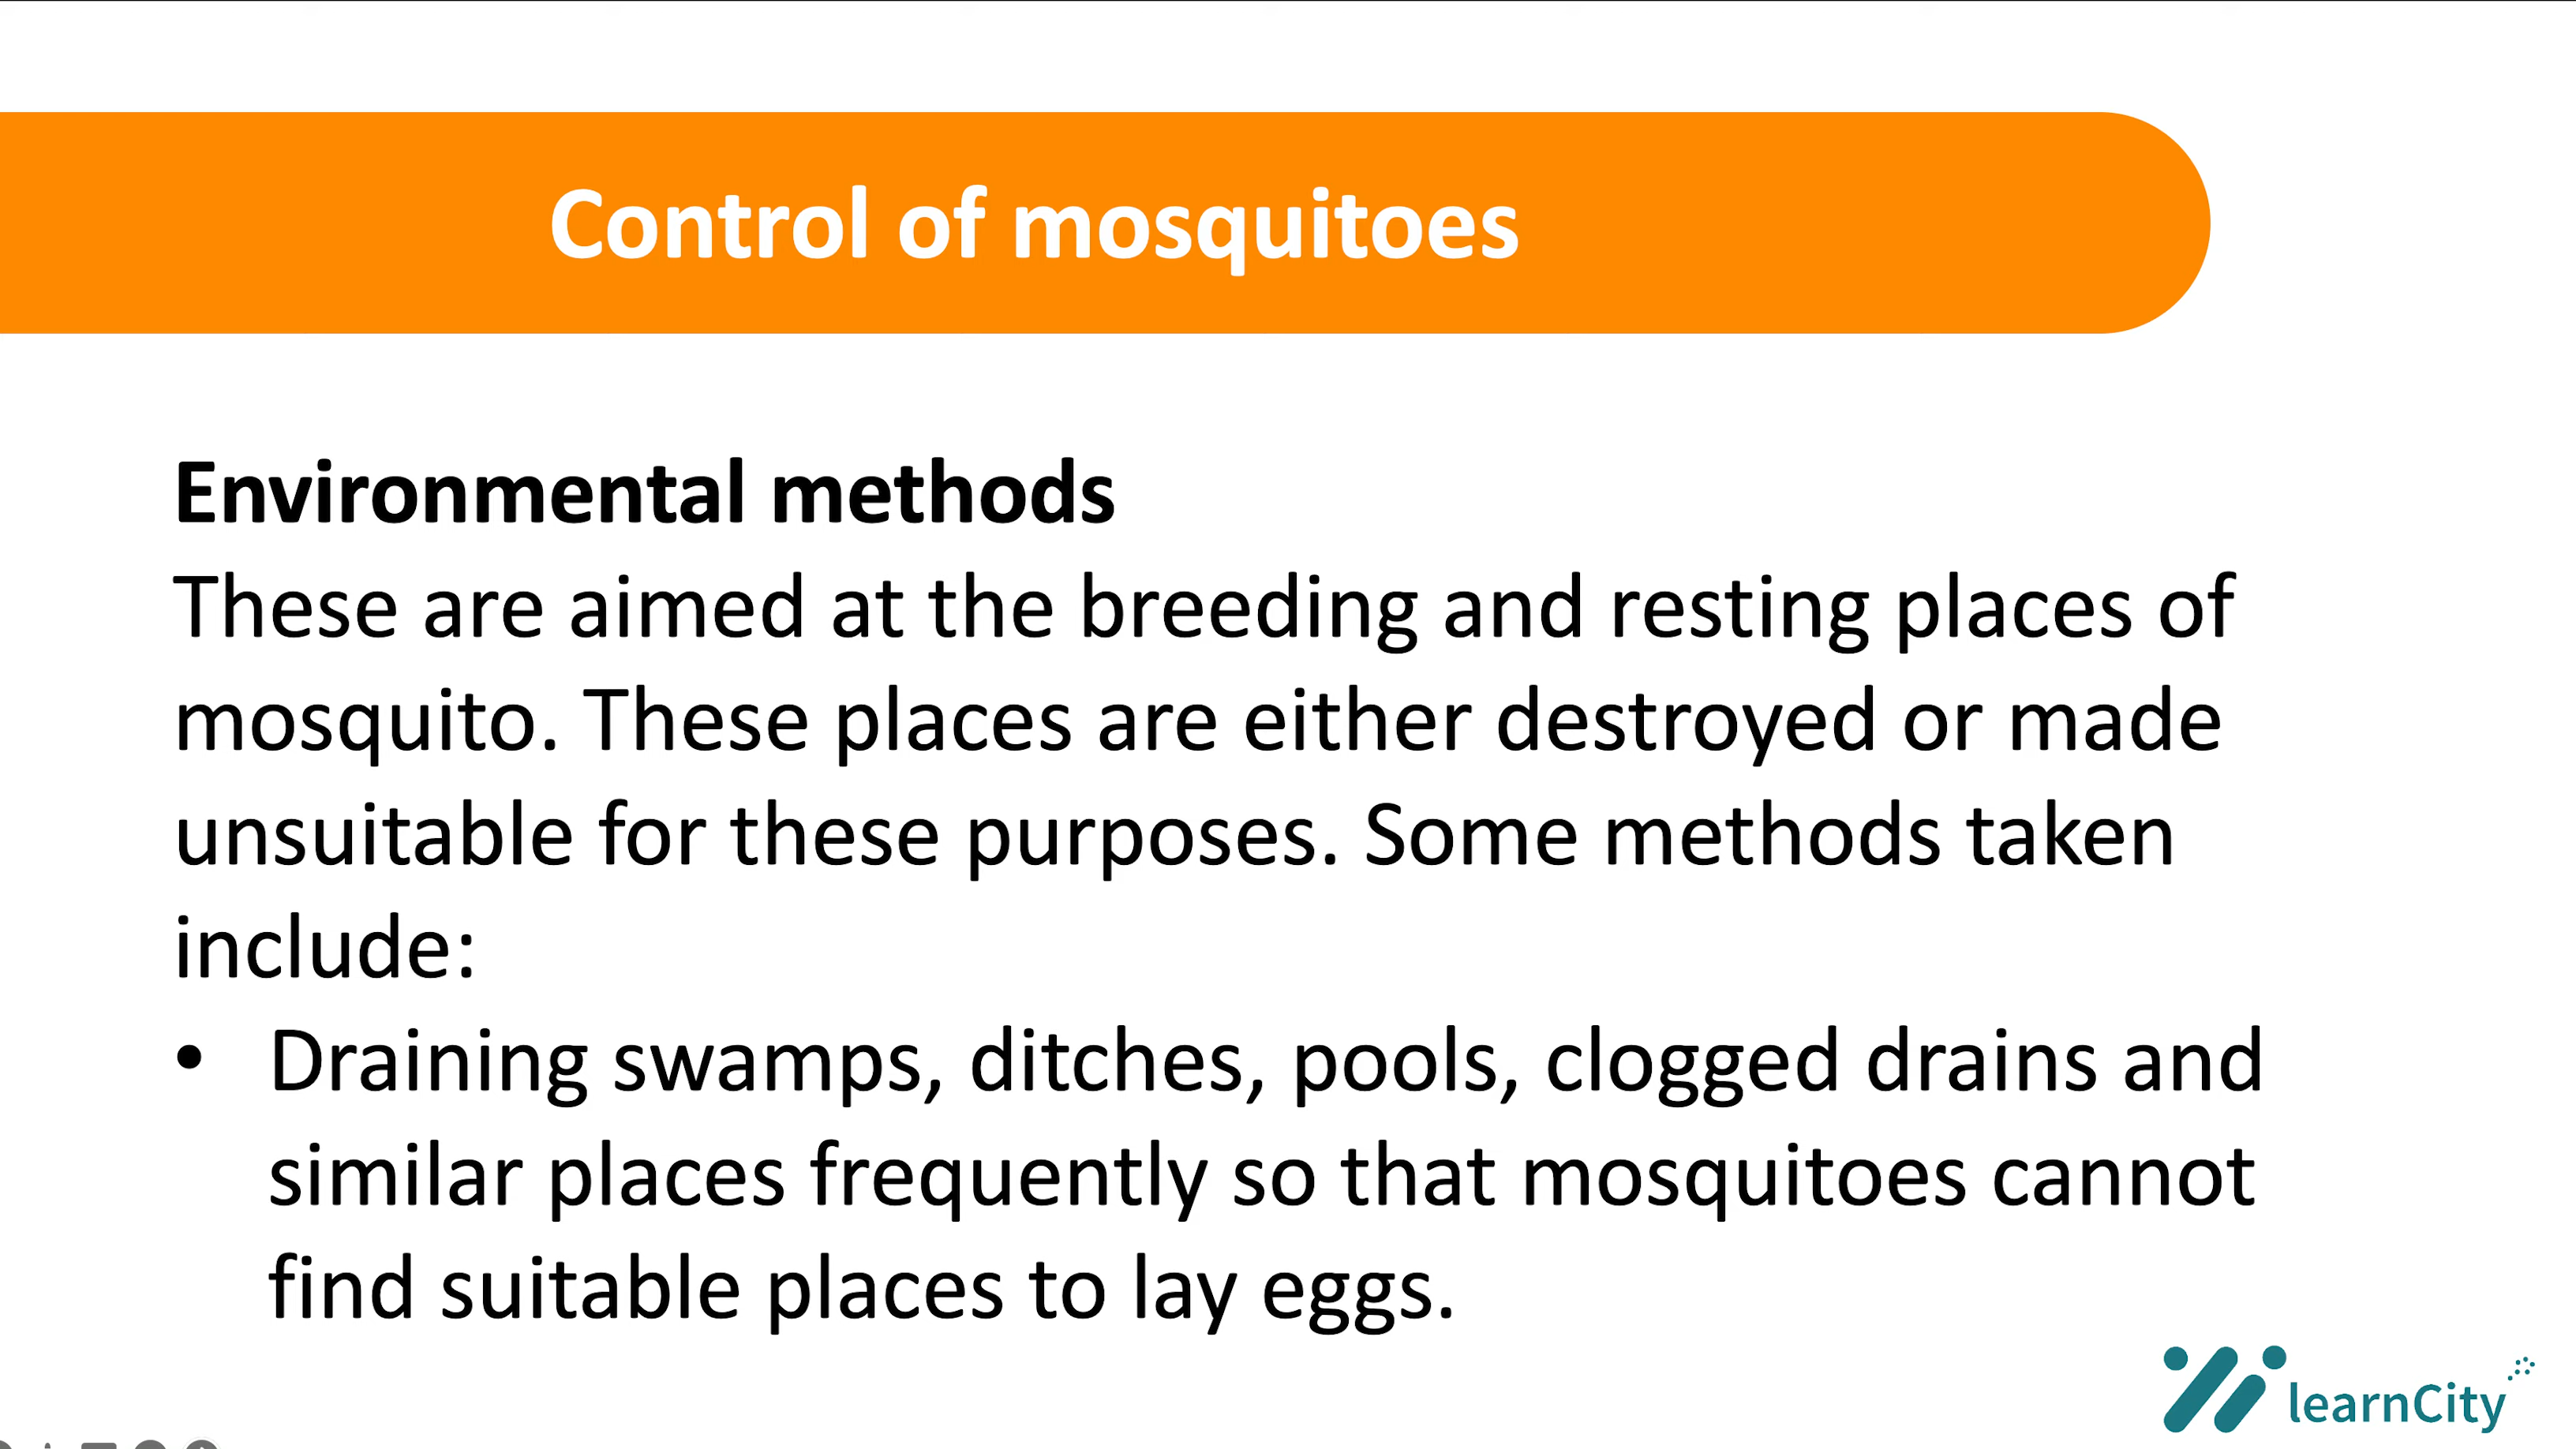 Control of mosquitoes
Environmental methods
These are aimed at the breeding and resting places of
mosquito. These places are either destroyed or made
unsuitable for these purposes. Some methods taken
include:
• Draining swamps, ditches, pools, clogged drains and
similar places frequently so that mosquitoes cannot
find suitable places to lay eggs.
learnCity